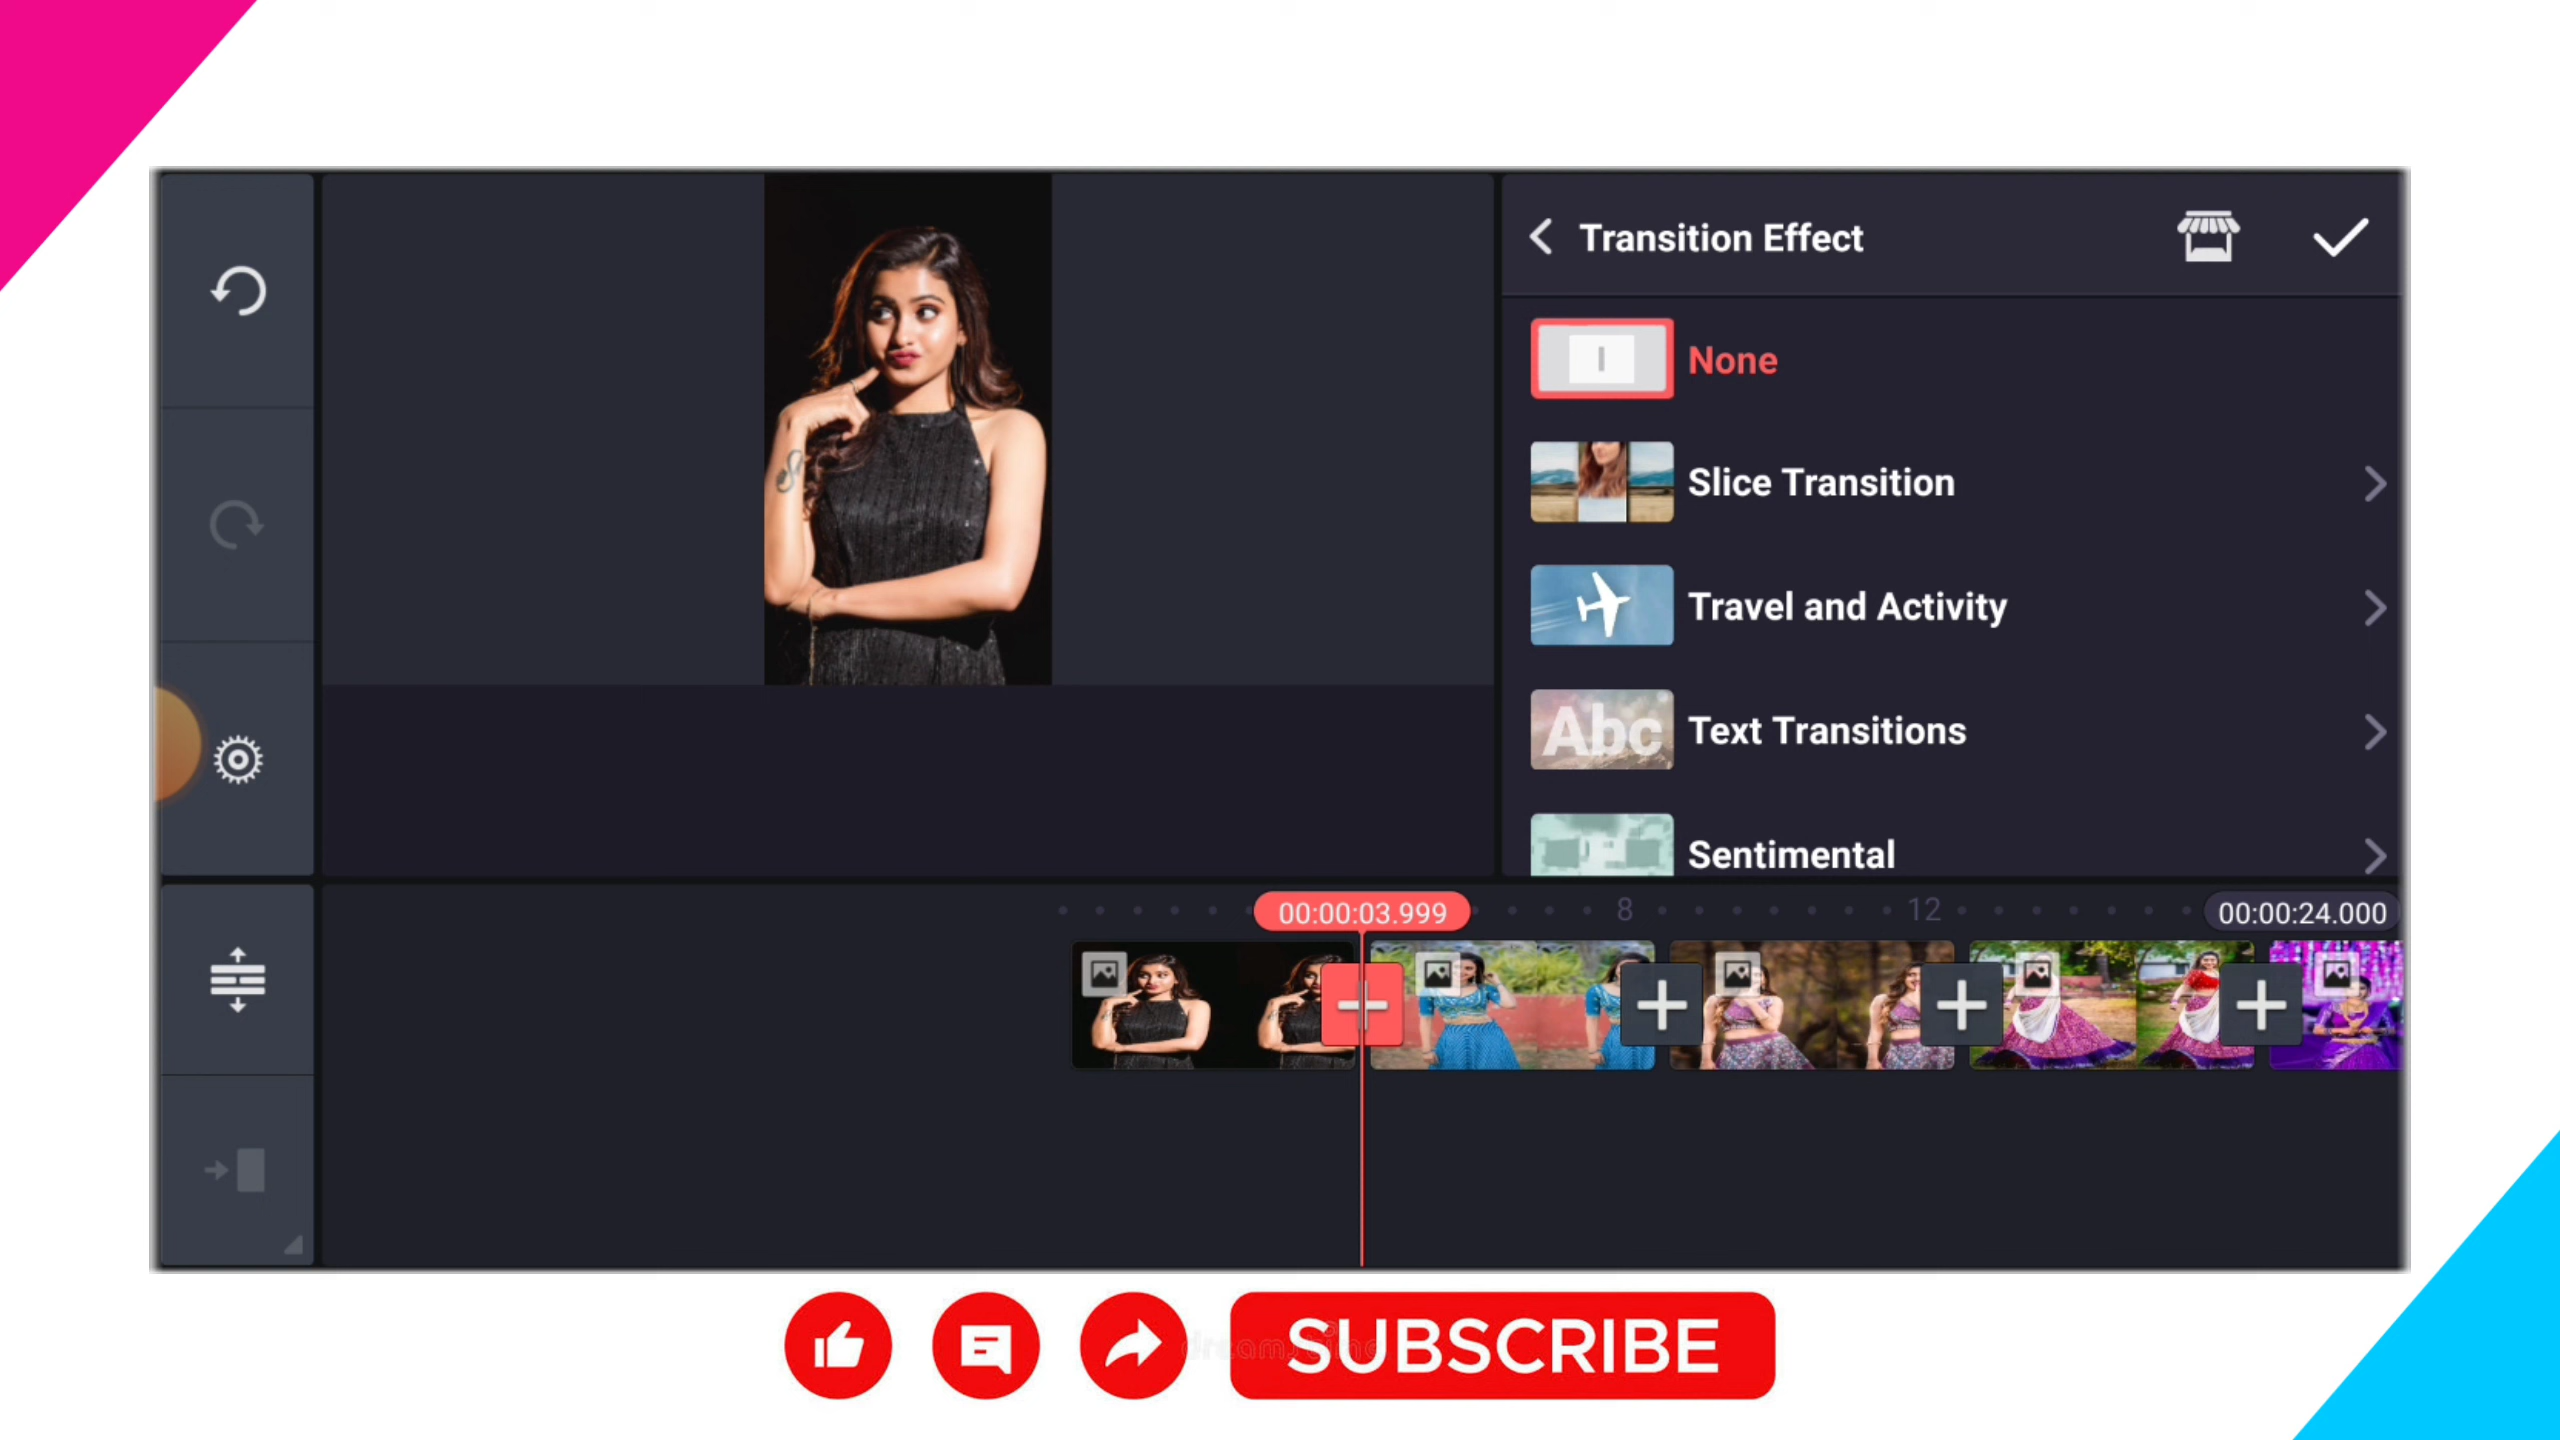 Transition Effect
None
Slice Transition
Travel and Activity
Abc
Text Transitions
Sentimental
00:00:03.999
8
12
00:00:24.000
dreamstime
SUBSCRIBE